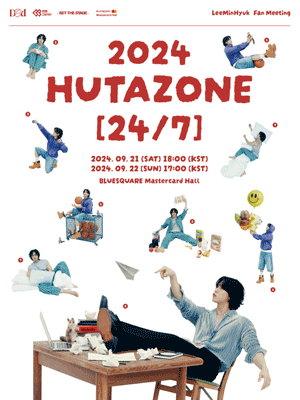 LeeMinHyuk Fan Meeting
2024
HUTAZONE
[24/7]
2024. 09. 21 (SAT) 18:00 (KST)
2024. 09. 22 (SUN) 17:00 (KST)
BLUESQUARE Mastercard Hall